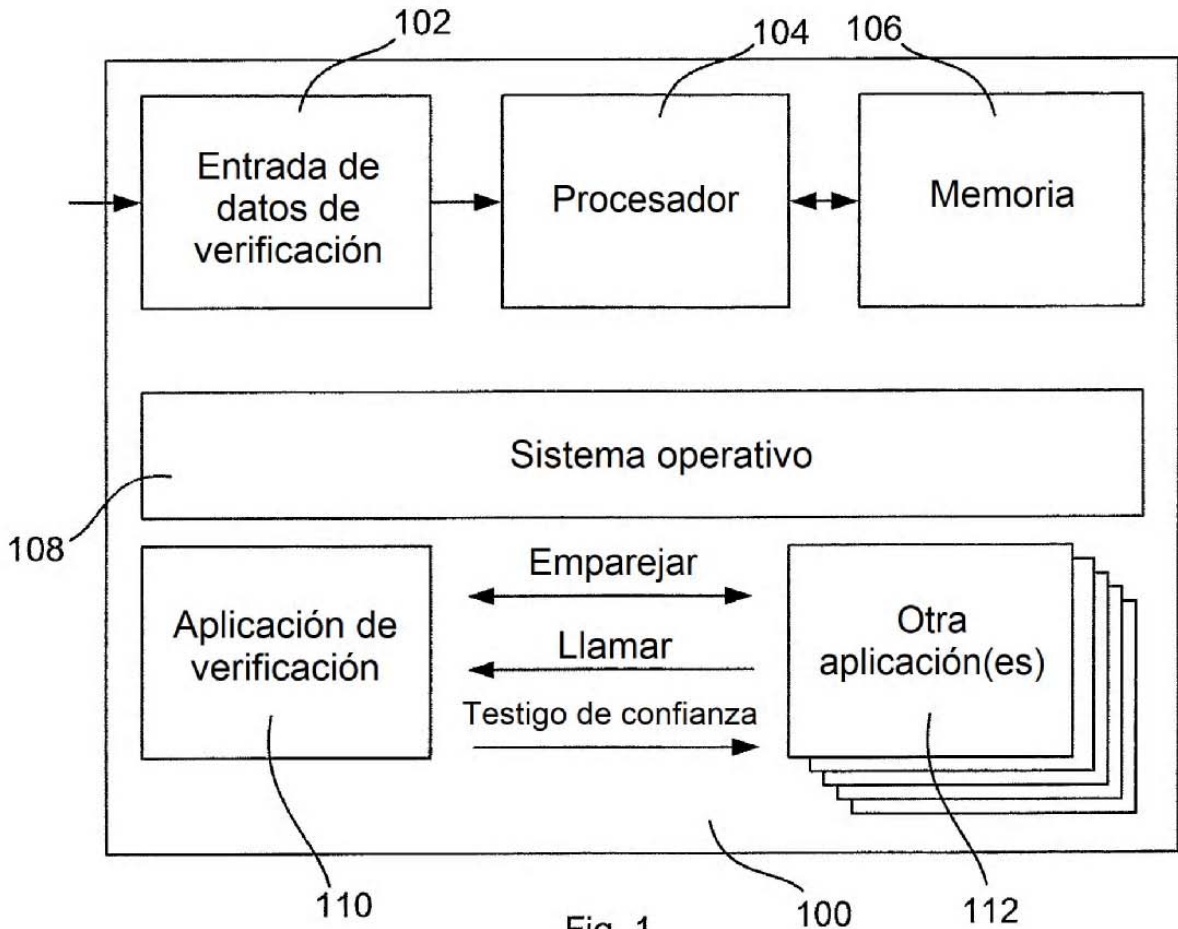 102
104
106
Entrada de
datos de
verificación
Procesador
Memoria
Sistema operativo
108
Aplicación de
verificación
Emparejar
Llamar
Testigo de confianza
Otra
aplicación(es)
110
100
112
Fig. 1